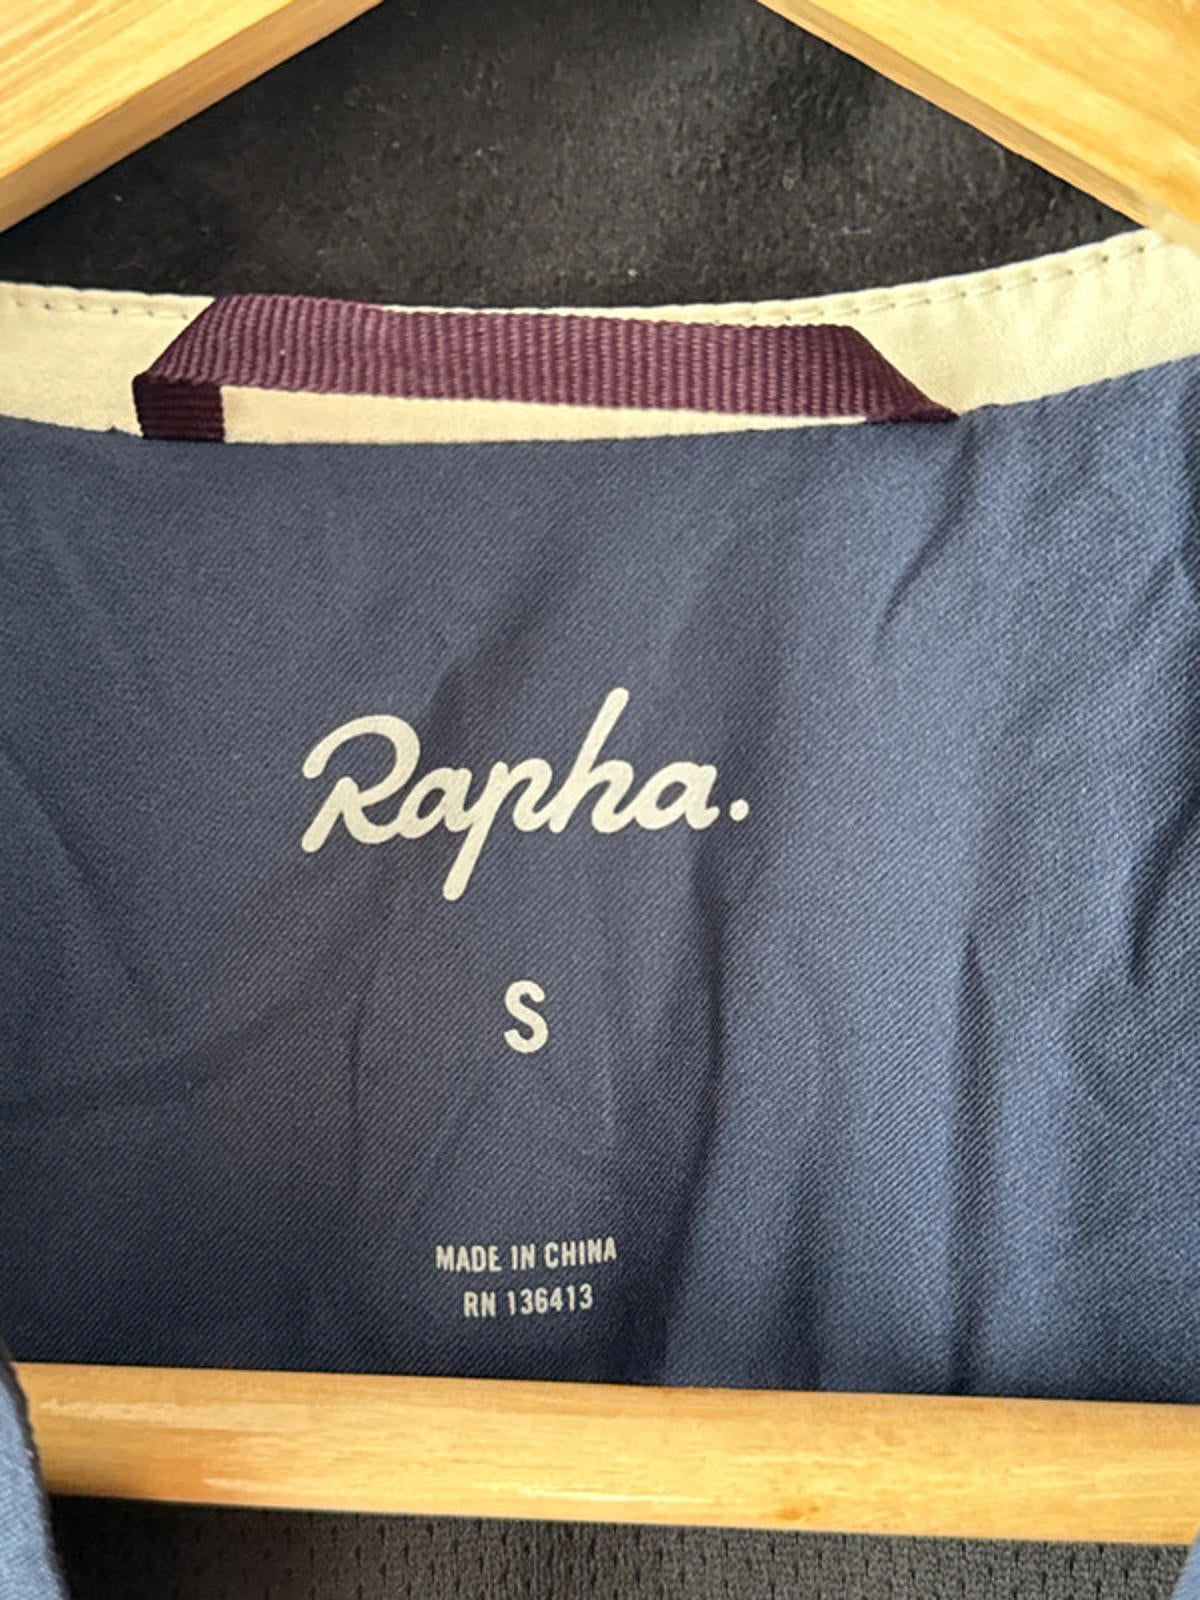 Rapha.
S
MADE IN CHINA
RN 136413